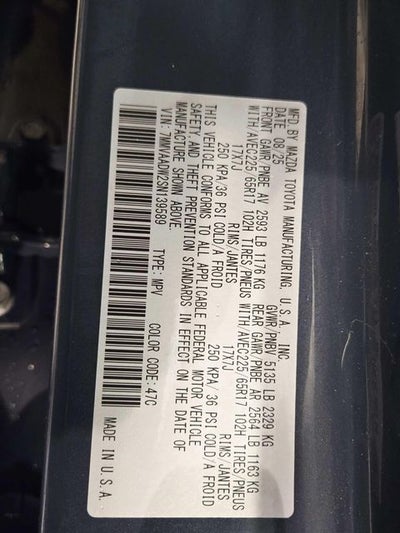 MFD BY MAZDA TOYOTA MANUFACTURING, U.S.A., INC.
DATE 08.25 GVWR/PNBV 5135 LB 2329 KG
FRONT GAWR/PNBE AV 2593 LB 1176 KG REAR GAWR/PNBE AR 2564 LB 1163 KG
WITH/AVEC225/65R17 102H TIRES/PNEUS WITH/AVEC225/65R17 102H TIRES/PNEUS
17X7J RIMS/JANTES 17X7J RIMS/JANTES
250 KPA/36 PSI COLD/A FROID 250 KPA/36 PSI COLD/A FROID
THIS VEHICLE CONFORMS TO ALL APPLICABLE FEDERAL MOTOR VEHICLE
SAFETY AND THEFT PREVENTION STANDARDS IN EFFECT ON THE DATE OF
MANUFACTURE SHOWN ABOVE.
VIN: 7MMVAADW2SN139589 TYPE: MPV COLOR CODE: 47C
MADE IN U.S.A.